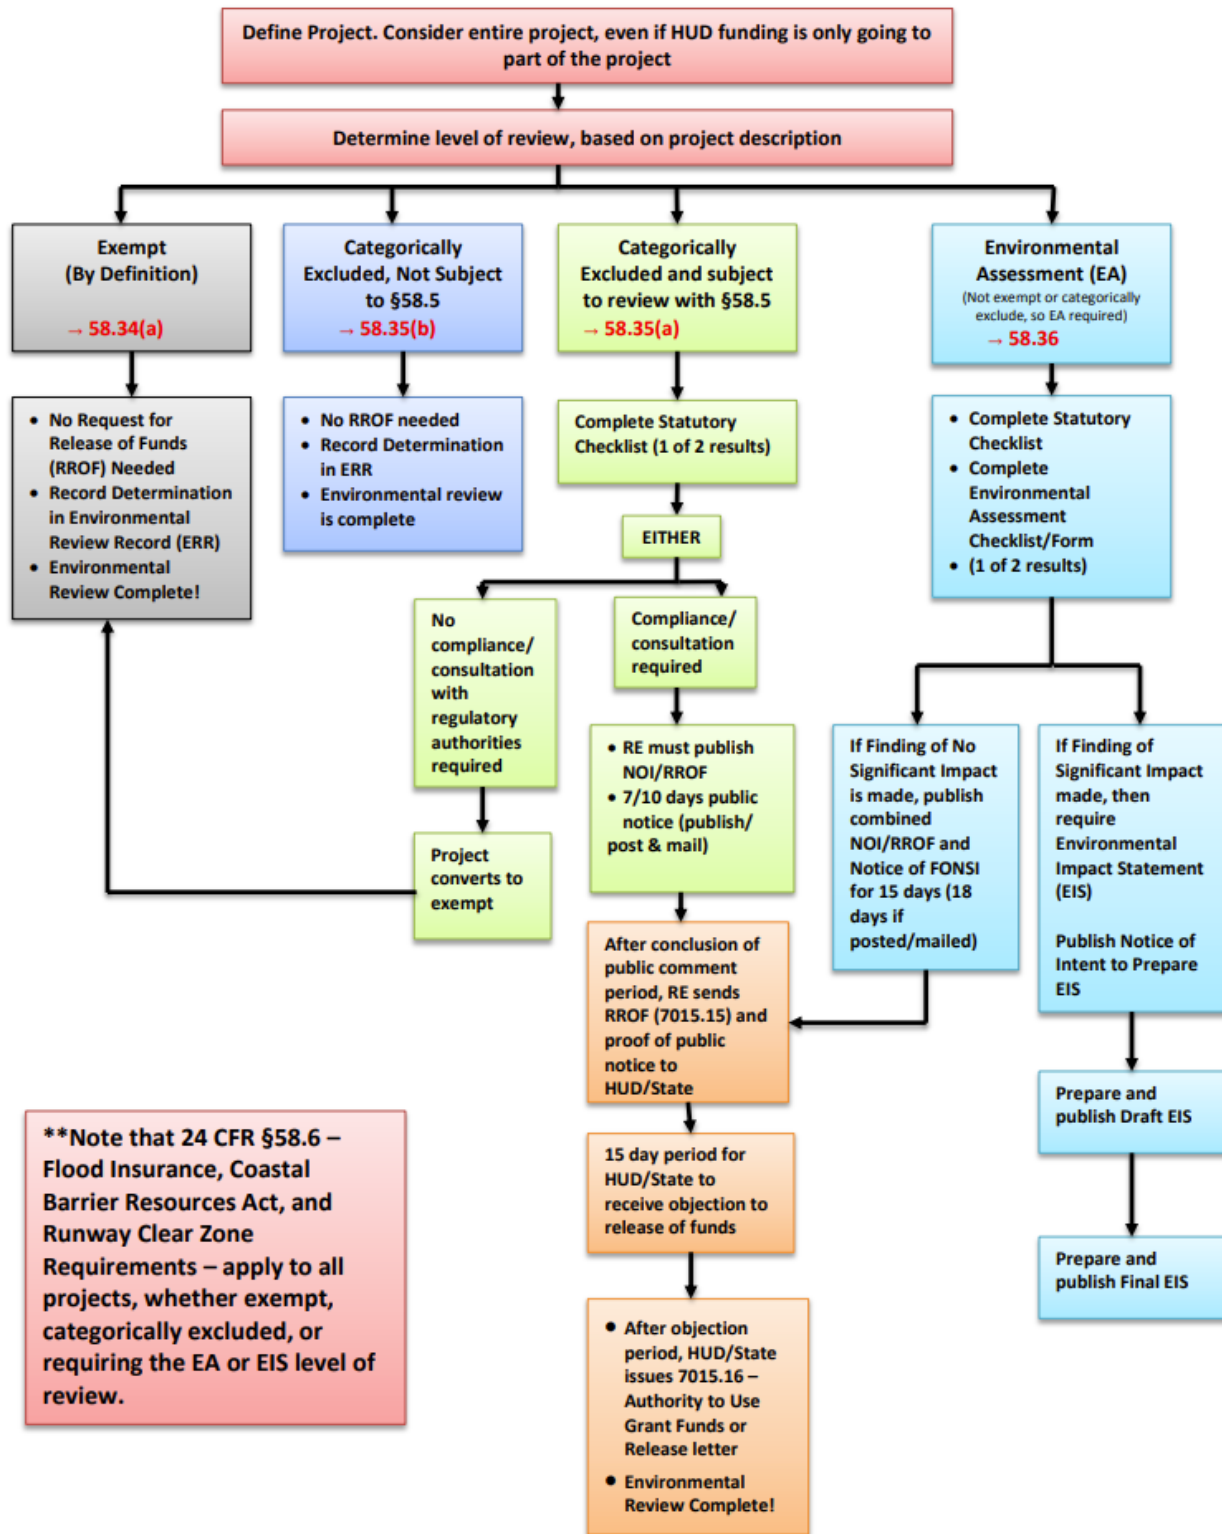 Define Project. Consider entire project, even if HUD funding is only going to
part of the project
Determine level of review, based on project description
Exempt
(By Definition)
→ 58.34(a)
Categorically
Excluded, Not Subject
to §58.5
→ 58.35(b)
Categorically
Excluded and subject
to review with §58.5
→ 58.35(a)
Environmental
Assessment (EA)
(Not exempt or categorically
exclude, so EA required)
→ 58.36
• No Request for
Release of Funds
(RROF) Needed
• Record Determination
in Environmental
Review Record (ERR)
• Environmental
Review Complete!
• No RROF needed
• Record Determination
in ERR
• Environmental review
is complete
Complete Statutory
Checklist (1 of 2 results)
• Complete Statutory
Checklist
• Complete
Environmental
Assessment
Checklist/Form
• (1 of 2 results)
EITHER
No
compliance/
consultation
with
regulatory
authorities
required
Compliance/
consultation
required
Project
converts to
exempt
• RE must publish
NOI/RROF
• 7/10 days public
notice (publish/
post & mail)
If Finding of No
Significant Impact
is made, publish
combined
NOI/RROF and
Notice of FONSI
for 15 days (18
days if
posted/mailed)
If Finding of
Significant Impact
made, then
require
Environmental
Impact Statement
(EIS)
Publish Notice of
Intent to Prepare
EIS
After conclusion of
public comment
period, RE sends
RROF (7015.15) and
proof of public
notice to
HUD/State
Prepare and
publish Draft EIS
15 day period for
HUD/State to
receive objection to
release of funds
Prepare and
publish Final EIS
• After objection
period, HUD/State
issues 7015.16 –
Authority to Use
Grant Funds or
Release letter
• Environmental
Review Complete!
**Note that 24 CFR §58.6 –
Flood Insurance, Coastal
Barrier Resources Act, and
Runway Clear Zone
Requirements – apply to all
projects, whether exempt,
categorically excluded, or
requiring the EA or EIS level of
review.